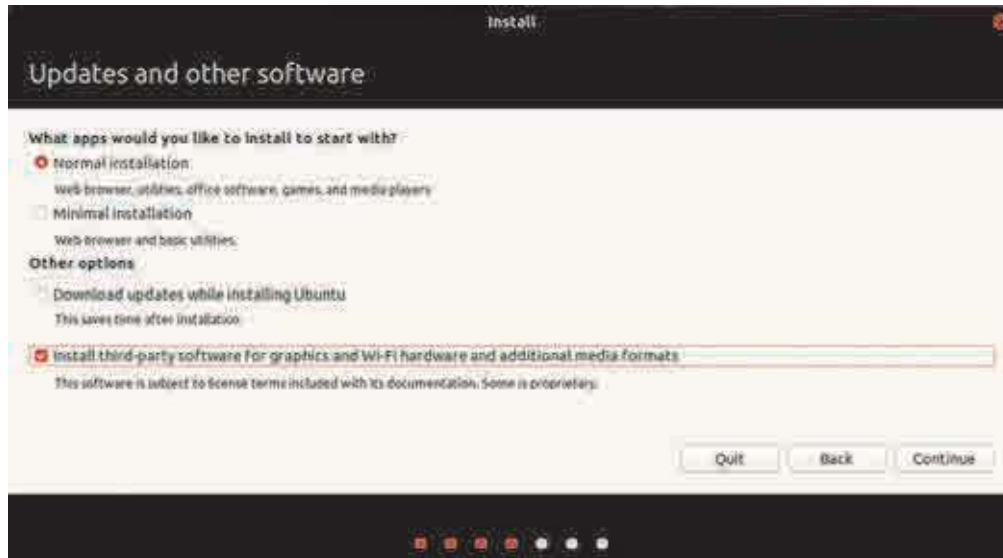 Install
Updates and other software
What apps would you like to install to start with?
Normal installation
Web browser, utilities, office software, games, and media players
Minimal installation
Web browser and basic utilities.
Other options
Download updates while installing Ubuntu
This saves time after installation.
Install third-party software for graphics and Wi-Fi hardware and additional media formats
This software is subject to license terms included with its documentation. Some is proprietary.
Quit Back Continue